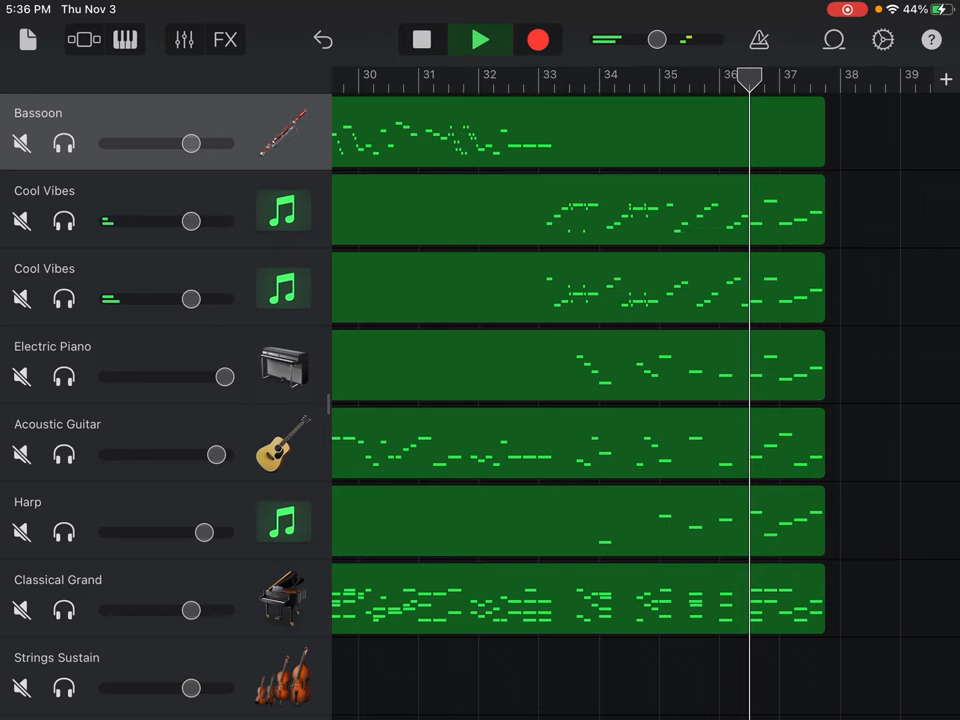 5:36 PM Thu Nov 3
44%
FX
?
30 31 32 33 34 35 36 37 38 39 +
Bassoon
Cool Vibes
Cool Vibes
Electric Piano
Acoustic Guitar
Harp
Classical Grand
Strings Sustain